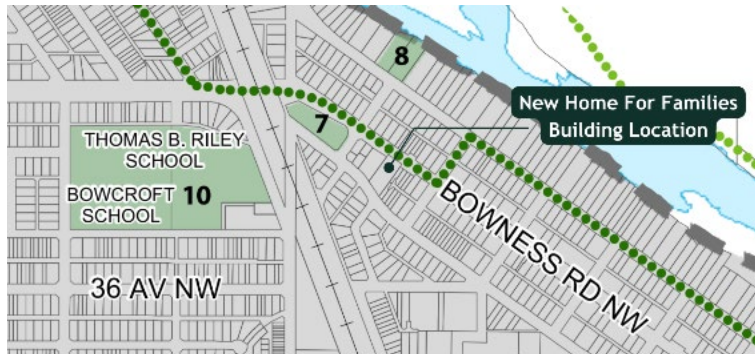 8
New Home For Families
Building Location
7
THOMAS B. RILEY
SCHOOL
BOWCROFT
SCHOOL
10
BOWNESS RD NW
36 AV NW